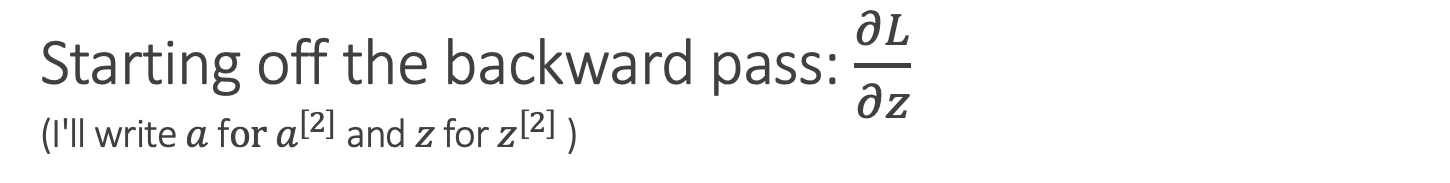 Starting off the backward pass: ∂L/∂z
(I'll write a for a^[2] and z for z^[2] )